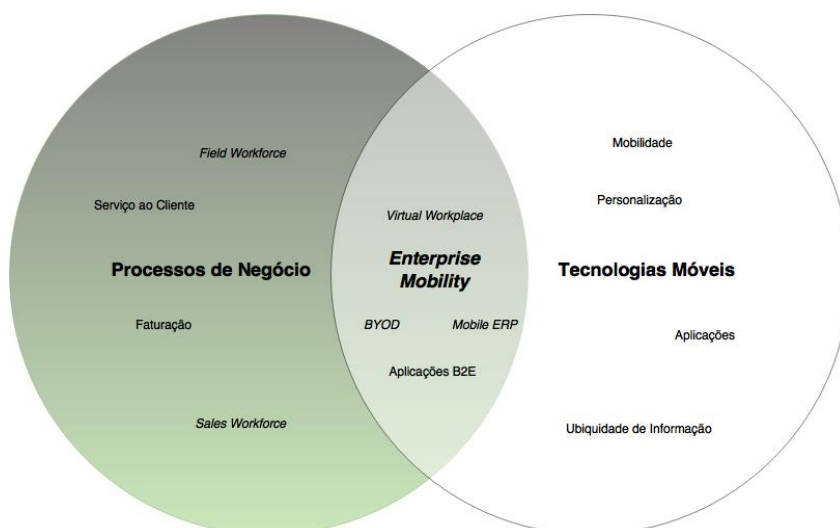 Field Workforce
Serviço ao Cliente
Processos de Negócio
Faturação
Sales Workforce
Virtual Workplace
Enterprise
Mobility
BYOD
Mobile ERP
Aplicações B2E
Mobilidade
Personalização
Tecnologias Móveis
Aplicações
Ubiquidade de Informação